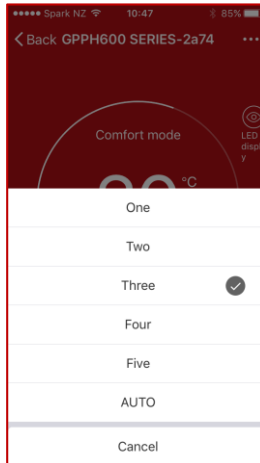 Spark NZ 10:47 85%
Back GPPH600 SERIES-2a74 •••
Comfort mode
LED
disp
y
°C
One
Two
Three
Four
Five
AUTO
Cancel